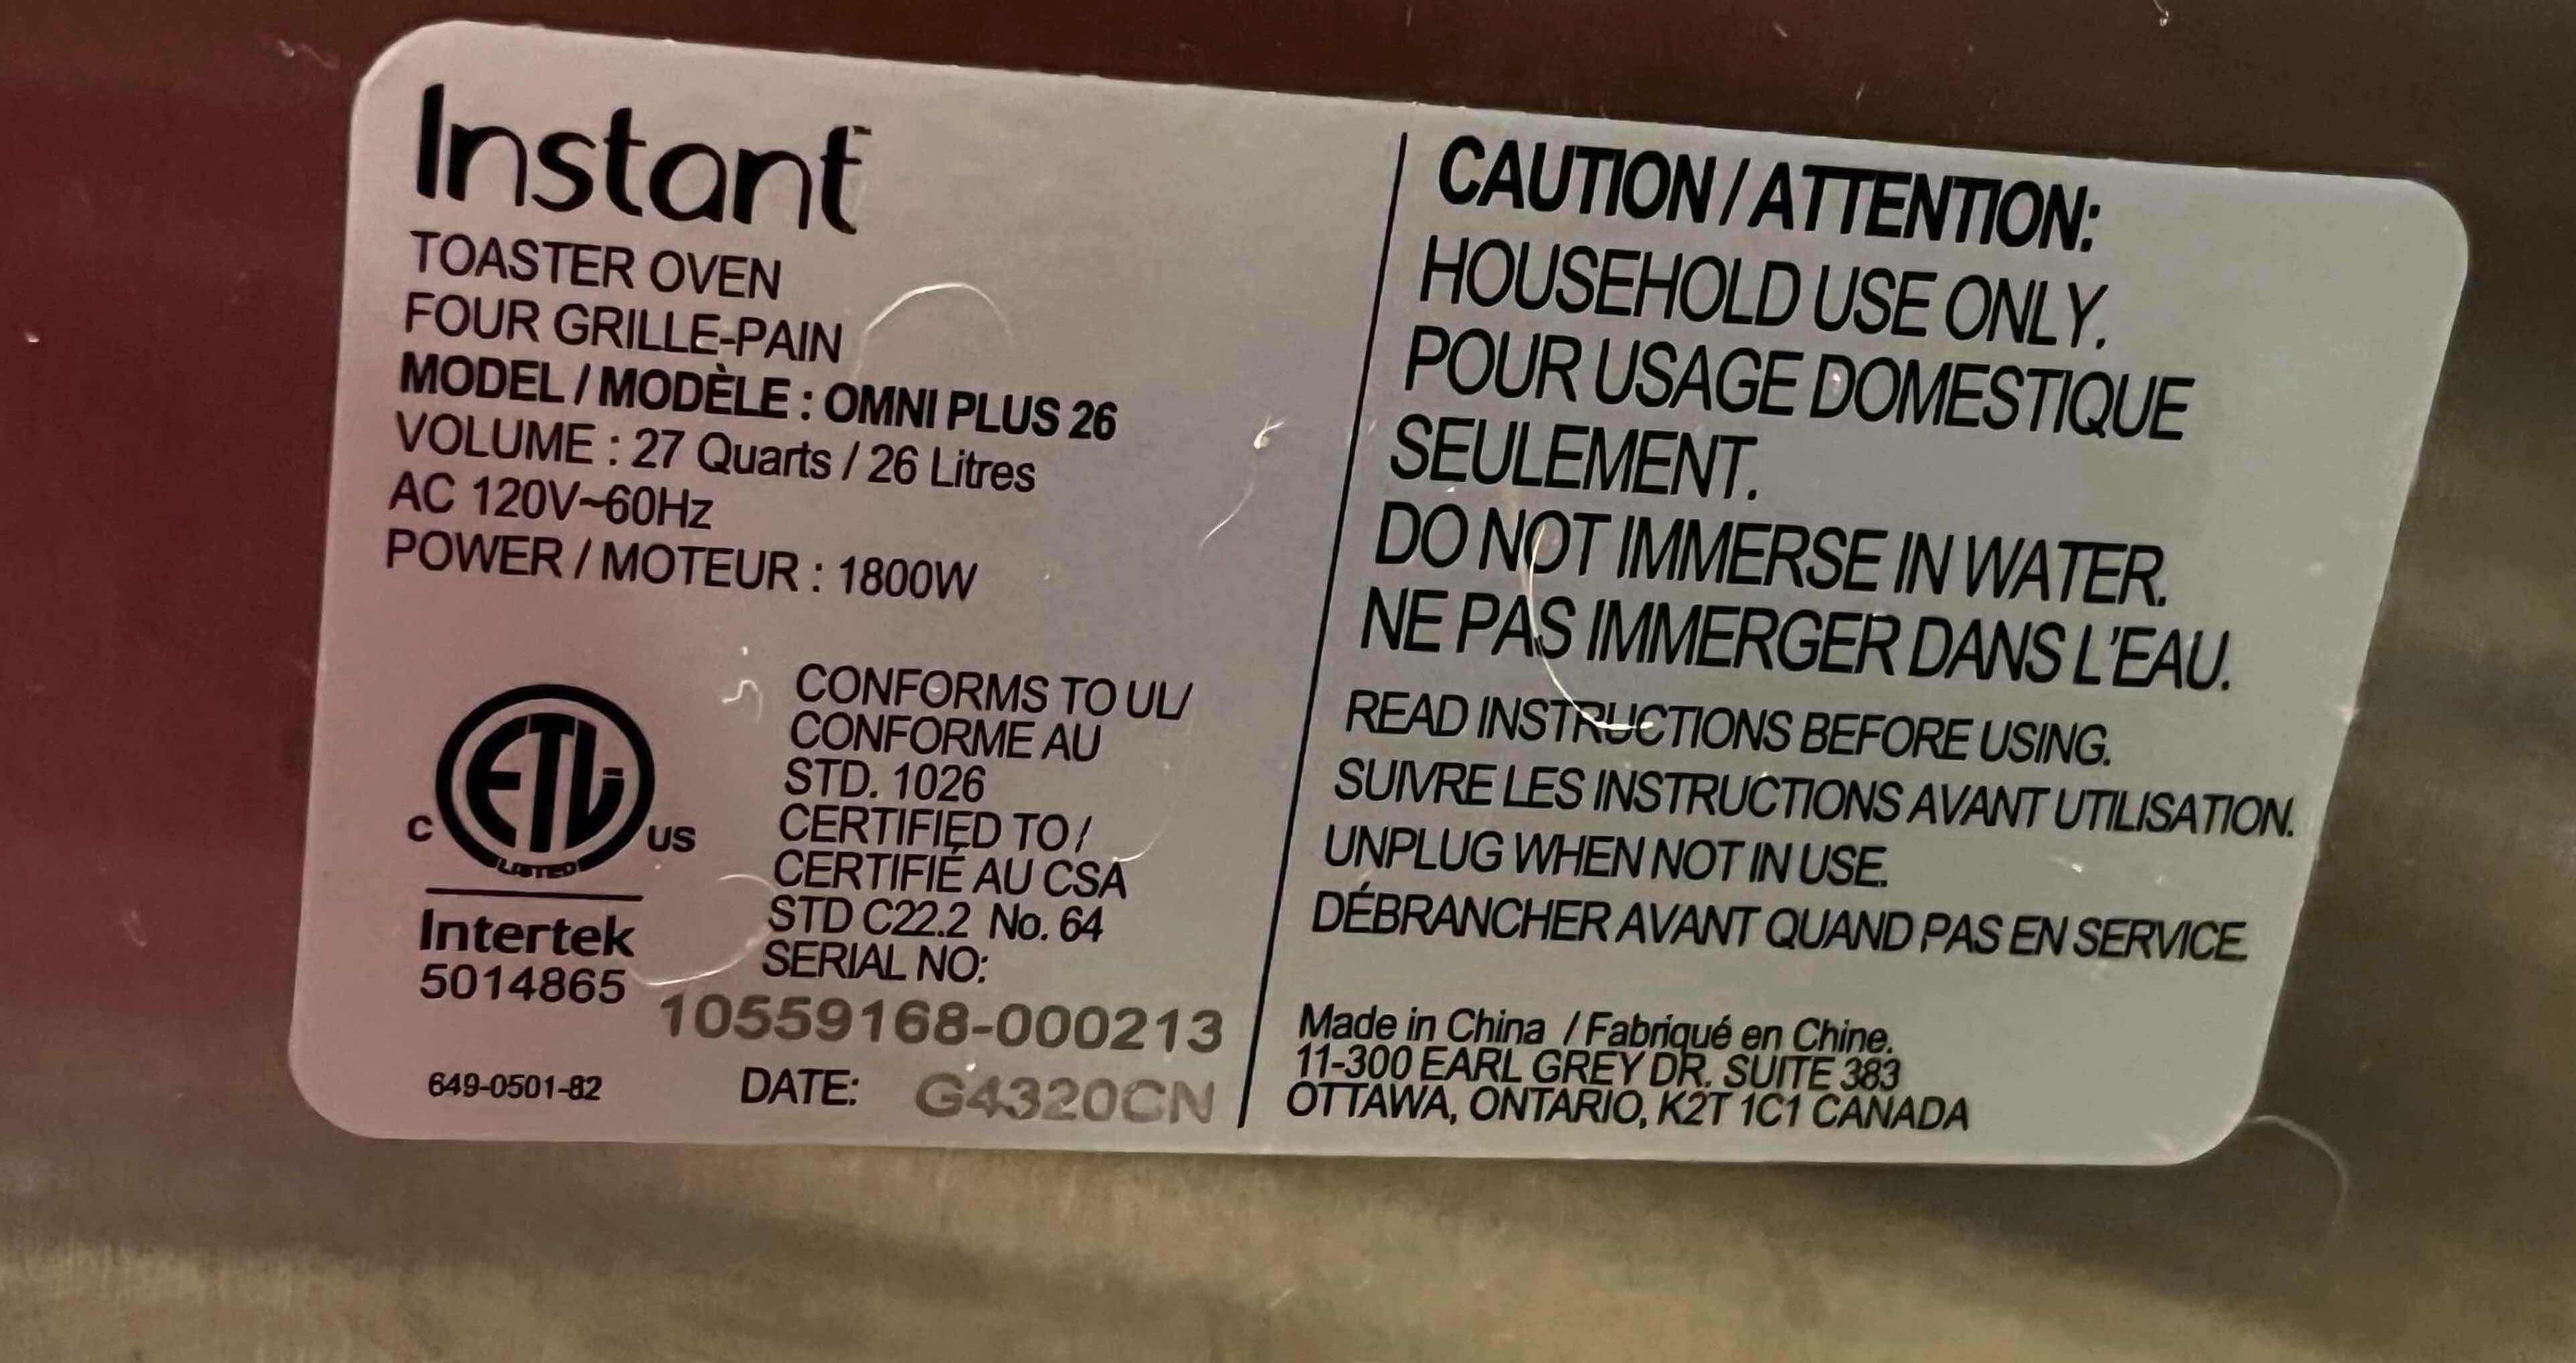 Instant™
TOASTER OVEN
FOUR GRILLE-PAIN
MODEL / MODÈLE : OMNI PLUS 26
VOLUME : 27 Quarts / 26 Litres
AC 120V~60Hz
POWER / MOTEUR : 1800W
C ETL US
LISTED
Intertek
5014865
CONFORMS TO UL/
CONFORME AU
STD. 1026
CERTIFIED TO /
CERTIFIÉ AU CSA
STD C22.2 No. 64
SERIAL NO:
10559168-000213
649-0501-82
DATE: G4320CN
CAUTION / ATTENTION:
HOUSEHOLD USE ONLY.
POUR USAGE DOMESTIQUE
SEULEMENT.
DO NOT IMMERSE IN WATER.
NE PAS IMMERGER DANS L'EAU.
READ INSTRUCTIONS BEFORE USING.
SUIVRE LES INSTRUCTIONS AVANT UTILISATION.
UNPLUG WHEN NOT IN USE.
DÉBRANCHER AVANT QUAND PAS EN SERVICE.
Made in China / Fabriqué en Chine.
11-300 EARL GREY DR. SUITE 383
OTTAWA, ONTARIO, K2T 1C1 CANADA